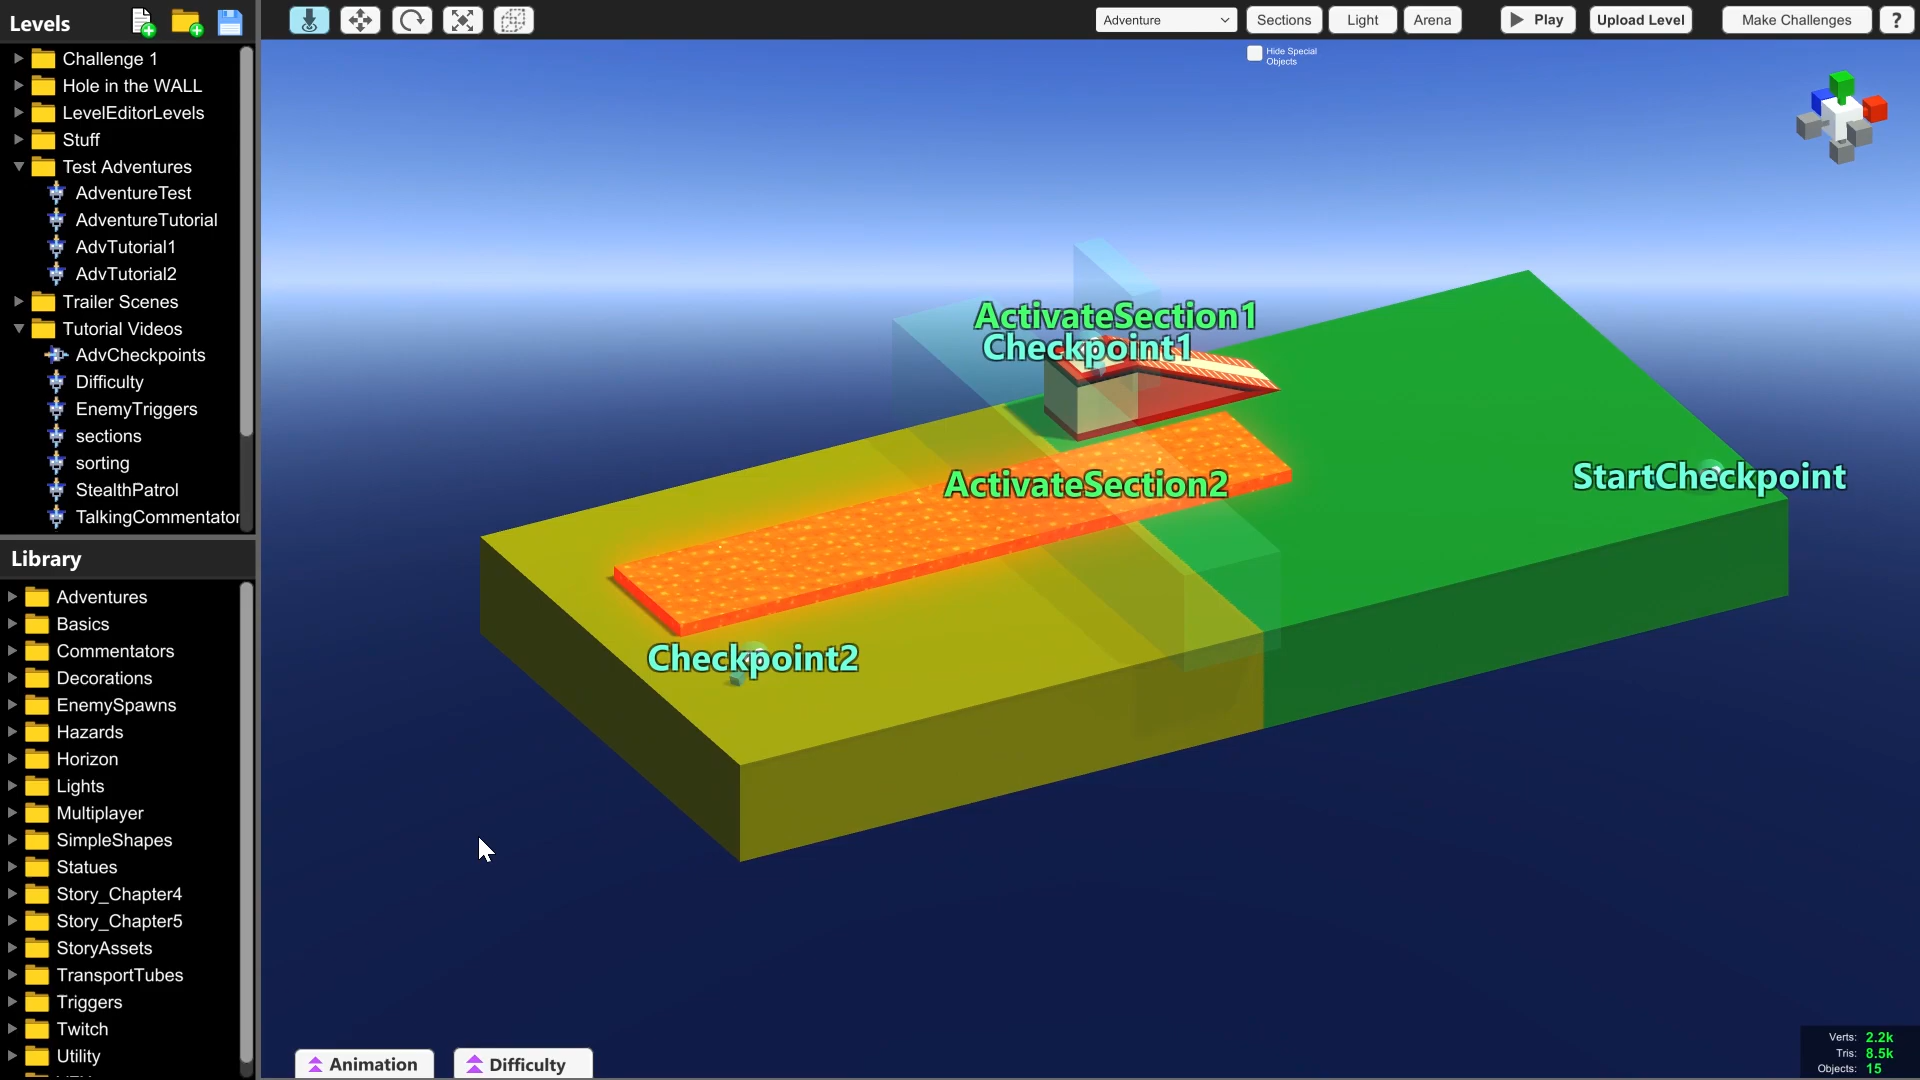 Levels
Adventure
Sections
Light
Arena
Play
Upload Level
Make Challenges
?
Hide Special
Objects
Challenge 1
Hole in the WALL
LevelEditorLevels
Stuff
Test Adventures
AdventureTest
AdventureTutorial
AdvTutorial1
AdvTutorial2
Trailer Scenes
Tutorial Videos
AdvCheckpoints
Difficulty
EnemyTriggers
sections
sorting
StealthPatrol
TalkingCommentator
Library
Adventures
Basics
Commentators
Decorations
EnemySpawns
Hazards
Horizon
Lights
Multiplayer
SimpleShapes
Statues
Story_Chapter4
Story_Chapter5
StoryAssets
TransportTubes
Triggers
Twitch
Utility
ActivateSection1
Checkpoint1
ActivateSection2
StartCheckpoint
Checkpoint2
Animation
Difficulty
Verts: 2.2k
Tris: 8.5k
Objects: 15